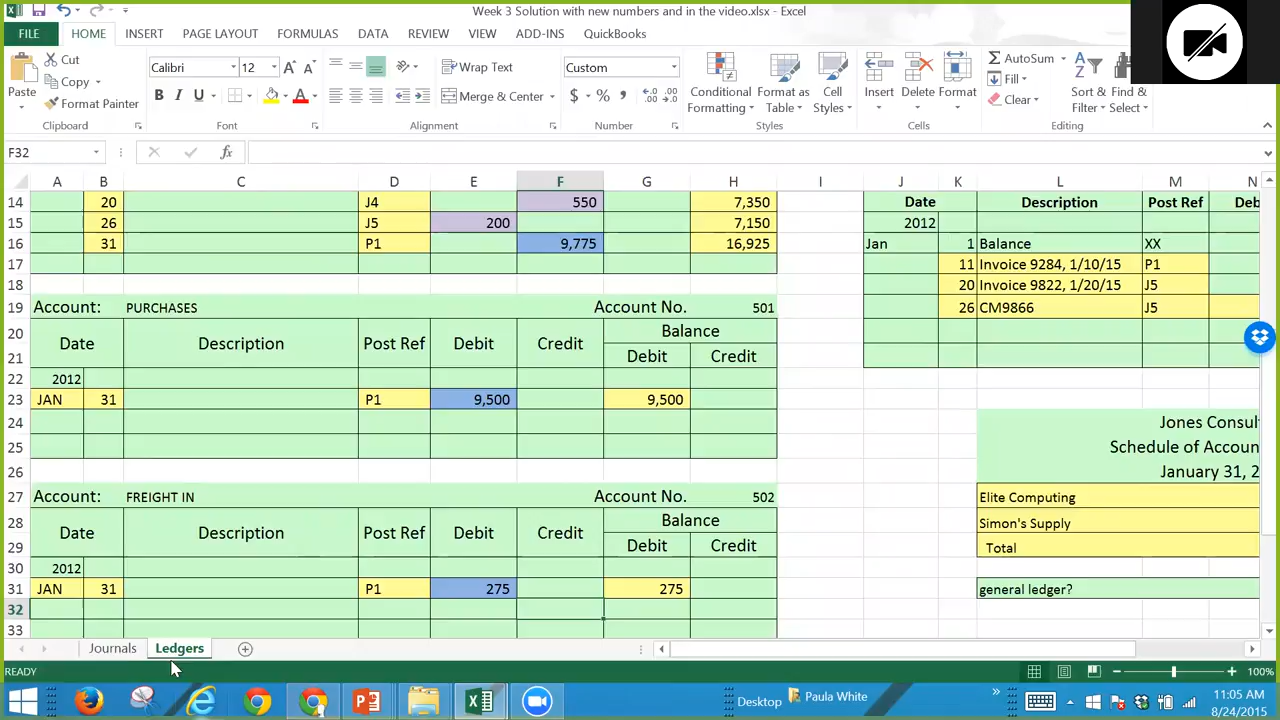 Week 3 Solution with new numbers and in the video.xlsx - Excel
FILE HOME INSERT PAGE LAYOUT FORMULAS DATA REVIEW VIEW ADD-INS QuickBooks
Paste
Cut
Copy
Format Painter
Clipboard
Calibri 12
B I U
Font
Wrap Text
Merge & Center
Alignment
Custom
$ %
Number
Conditional Formatting
Format as Table
Cell Styles
Styles
Insert Delete Format
Cells
AutoSum
Fill
Clear
Sort & Filter
Find & Select
Editing
F32
fx
A B C D E F G H I J K L M N
14 20 J4 550 7,350 Date Description Post Ref Deb
15 26 J5 200 7,150 2012
16 31 P1 9,775 16,925 Jan 1 Balance XX
17 11 Invoice 9284, 1/10/15 P1
18 20 Invoice 9822, 1/20/15 J5
19 Account: PURCHASES Account No. 501 26 CM9866 J5
20 Date Description Post Ref Debit Credit Balance
21 Debit Credit
22 2012
23 JAN 31 P1 9,500 9,500
24 Jones Consul
25 Schedule of Accoun
26 January 31, 2
27 Account: FREIGHT IN Account No. 502 Elite Computing
28 Date Description Post Ref Debit Credit Balance Simon's Supply
29 Debit Credit Total
30 2012
31 JAN 31 P1 275 275 general ledger?
32
33
Journals Ledgers
READY 100%
Desktop Paula White
11:05 AM
8/24/2015